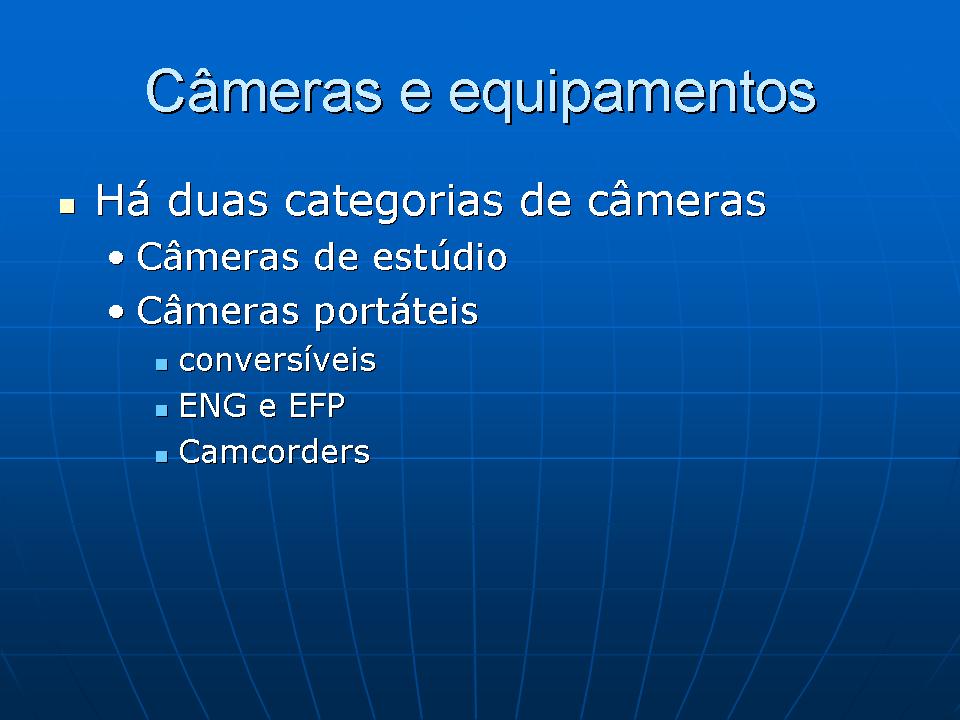 Câmeras e equipamentos
Há duas categorias de câmeras
Câmeras de estúdio
Câmeras portáteis
conversíveis
ENG e EFP
Camcorders